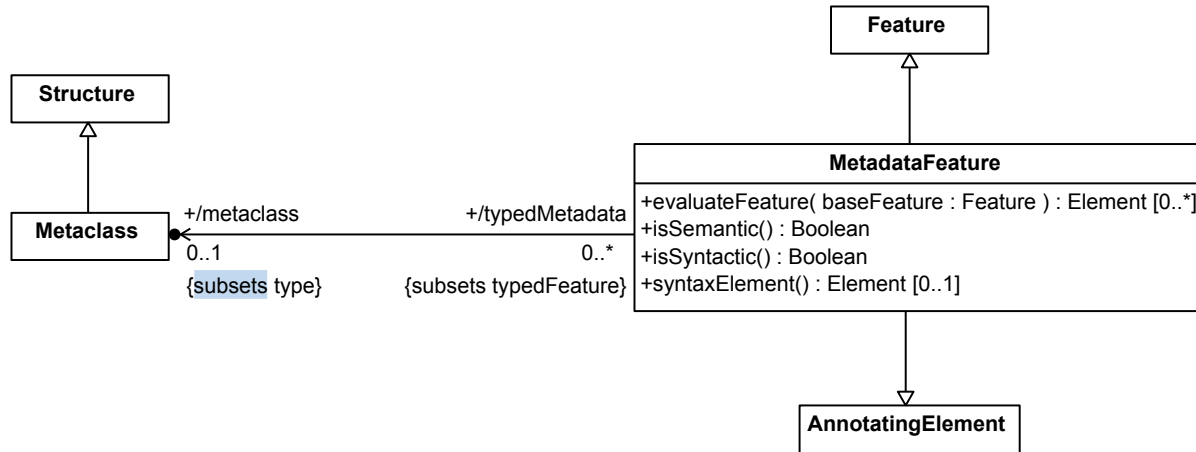 Feature
Structure
MetadataFeature
+evaluateFeature( baseFeature : Feature ) : Element [0..*]
+isSemantic() : Boolean
+isSyntactic() : Boolean
+syntaxElement() : Element [0..1]
+/metaclass
+/typedMetadata
Metaclass
0..1
0..*
{subsets type}
{subsets typedFeature}
AnnotatingElement